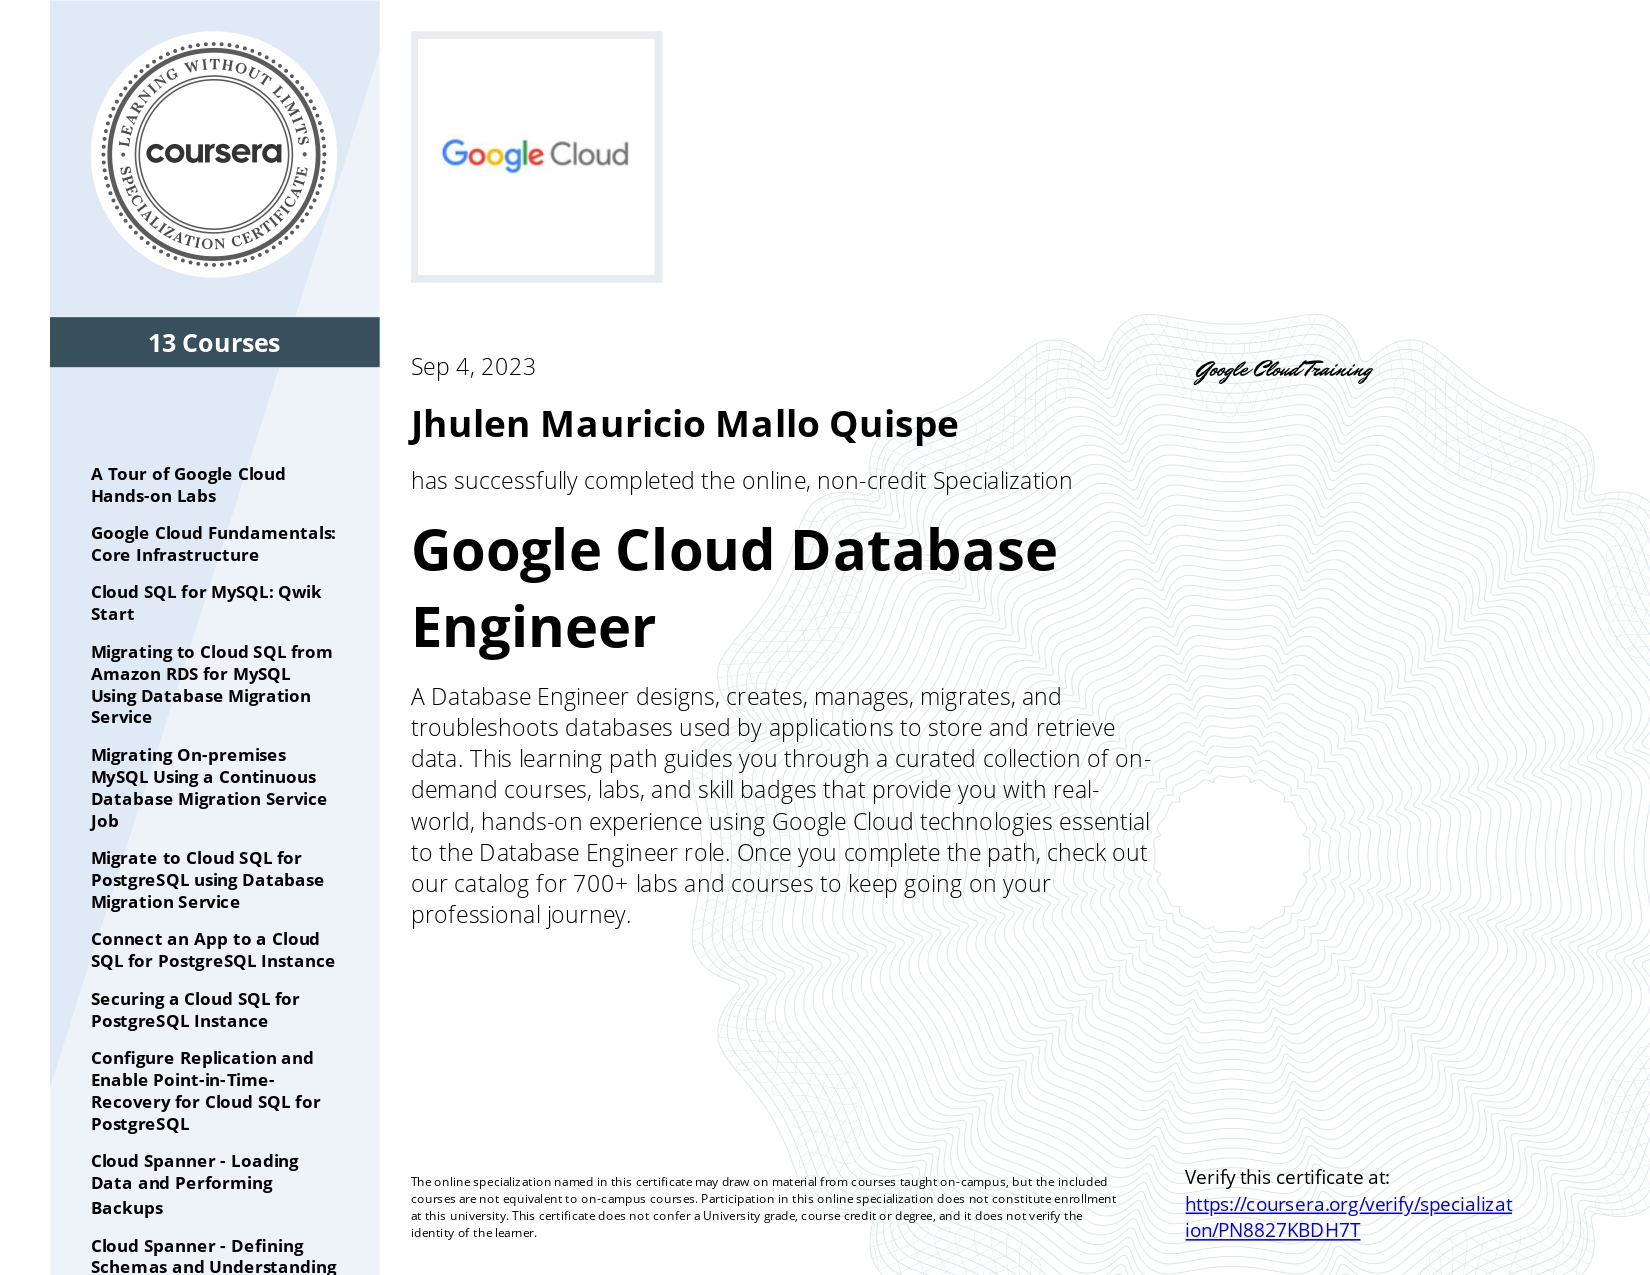 LEARNING WITHOUT LIMITS
coursera
SPECIALIZATION CERTIFICATE
13 Courses
A Tour of Google Cloud
Hands-on Labs
Google Cloud Fundamentals:
Core Infrastructure
Cloud SQL for MySQL: Qwik
Start
Migrating to Cloud SQL from
Amazon RDS for MySQL
Using Database Migration
Service
Migrating On-premises
MySQL Using a Continuous
Database Migration Service
Job
Migrate to Cloud SQL for
PostgreSQL using Database
Migration Service
Connect an App to a Cloud
SQL for PostgreSQL Instance
Securing a Cloud SQL for
PostgreSQL Instance
Configure Replication and
Enable Point-in-Time-
Recovery for Cloud SQL for
PostgreSQL
Cloud Spanner - Loading
Data and Performing
Backups
Cloud Spanner - Defining
Schemas and Understanding
Google Cloud
Sep 4, 2023
Jhulen Mauricio Mallo Quispe
has successfully completed the online, non-credit Specialization
Google Cloud Database
Engineer
A Database Engineer designs, creates, manages, migrates, and
troubleshoots databases used by applications to store and retrieve
data. This learning path guides you through a curated collection of on-
demand courses, labs, and skill badges that provide you with real-
world, hands-on experience using Google Cloud technologies essential
to the Database Engineer role. Once you complete the path, check out
our catalog for 700+ labs and courses to keep going on your
professional journey.
Google Cloud Training
The online specialization named in this certificate may draw on material from courses taught on-campus, but the included
courses are not equivalent to on-campus courses. Participation in this online specialization does not constitute enrollment
at this university. This certificate does not confer a University grade, course credit or degree, and it does not verify the
identity of the learner.
Verify this certificate at:
https://coursera.org/verify/specializat
ion/PN8827KBDH7T